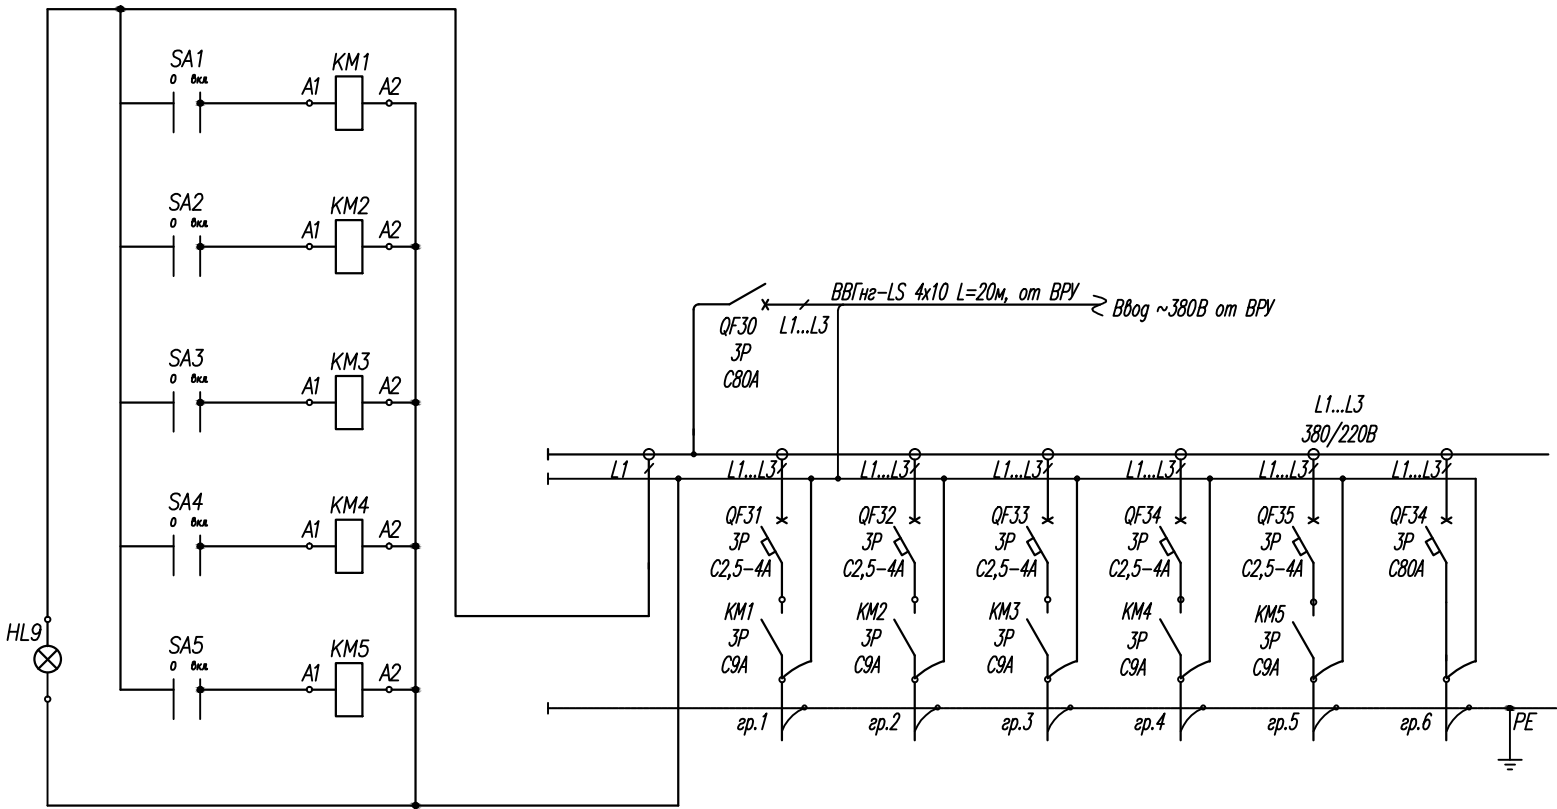 SA1
0 вкл
A1
KM1
A2
SA2
0 вкл
A1
KM2
A2
SA3
0 вкл
A1
KM3
A2
SA4
0 вкл
A1
KM4
A2
SA5
0 вкл
A1
KM5
A2
HL9
ВВГнг-LS 4х10 L=20м, от ВРУ
Ввод ~380В от ВРУ
QF30
3P
C80A
L1...L3
L1...L3
380/220В
L1
L1...L3
L1...L3
L1...L3
L1...L3
L1...L3
L1...L3
QF31
3P
C2,5-4A
QF32
3P
C2,5-4A
QF33
3P
C2,5-4A
QF34
3P
C2,5-4A
QF35
3P
C2,5-4A
QF34
3P
C80A
KM1
3P
C9A
KM2
3P
C9A
KM3
3P
C9A
KM4
3P
C9A
KM5
3P
C9A
гр.1
гр.2
гр.3
гр.4
гр.5
гр.6
PE